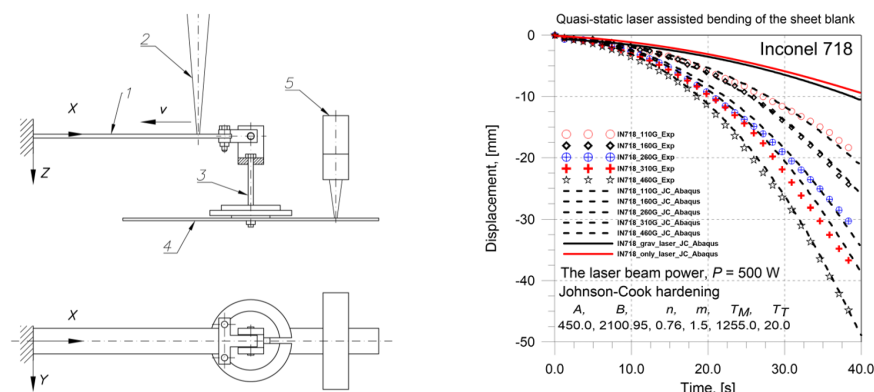 2
5
1
v
X
Z
3
4
X
Y
Quasi-static laser assisted bending of the sheet blank
Inconel 718
0
-10
-20
-30
-40
-50
Displacement, [mm]
IN718_110G_Exp
IN718_160G_Exp
IN718_260G_Exp
IN718_310G_Exp
IN718_460G_Exp
IN718_110G_JC_Abaqus
IN718_160G_JC_Abaqus
IN718_260G_JC_Abaqus
IN718_310G_JC_Abaqus
IN718_460G_JC_Abaqus
IN718_grav_laser_JC_Abaqus
IN718_only_laser_JC_Abaqus
The laser beam power, P = 500 W
Johnson-Cook hardening
A, B, n, m, TM, TT
450.0, 2100.95, 0.76, 1.5, 1255.0, 20.0
0.0 10.0 20.0 30.0 40.0
Time, [s]